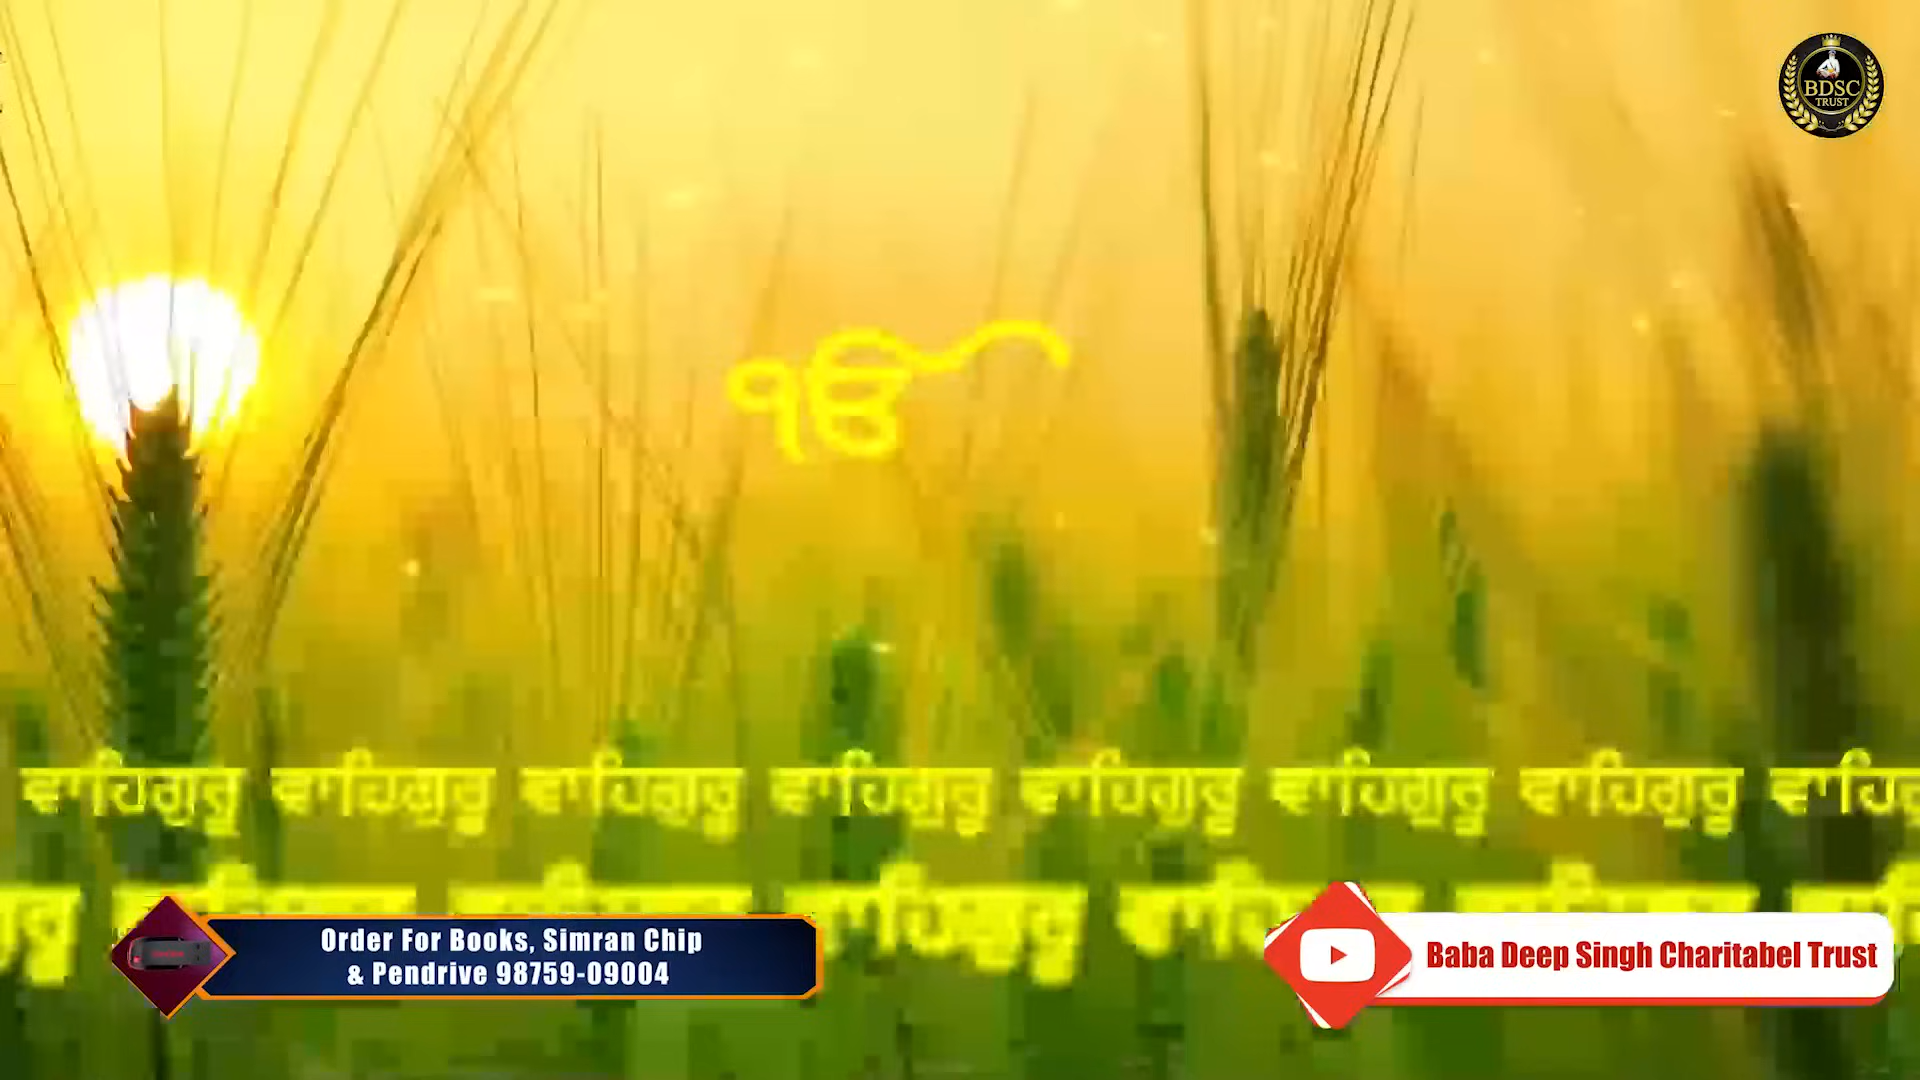 BDSC
TRUST
ੴ
ਵਾਹਿਗੁਰੂ ਵਾਹਿਗੁਰੂ ਵਾਹਿਗੁਰੂ ਵਾਹਿਗੁਰੂ ਵਾਹਿਗੁਰੂ ਵਾਹਿਗੁਰੂ ਵਾਹਿਗੁਰੂ
ਵਾਹਿਗੁਰੂ
Order For Books, Simran Chip
& Pendrive 98759-09004
Baba Deep Singh Charitabel Trust